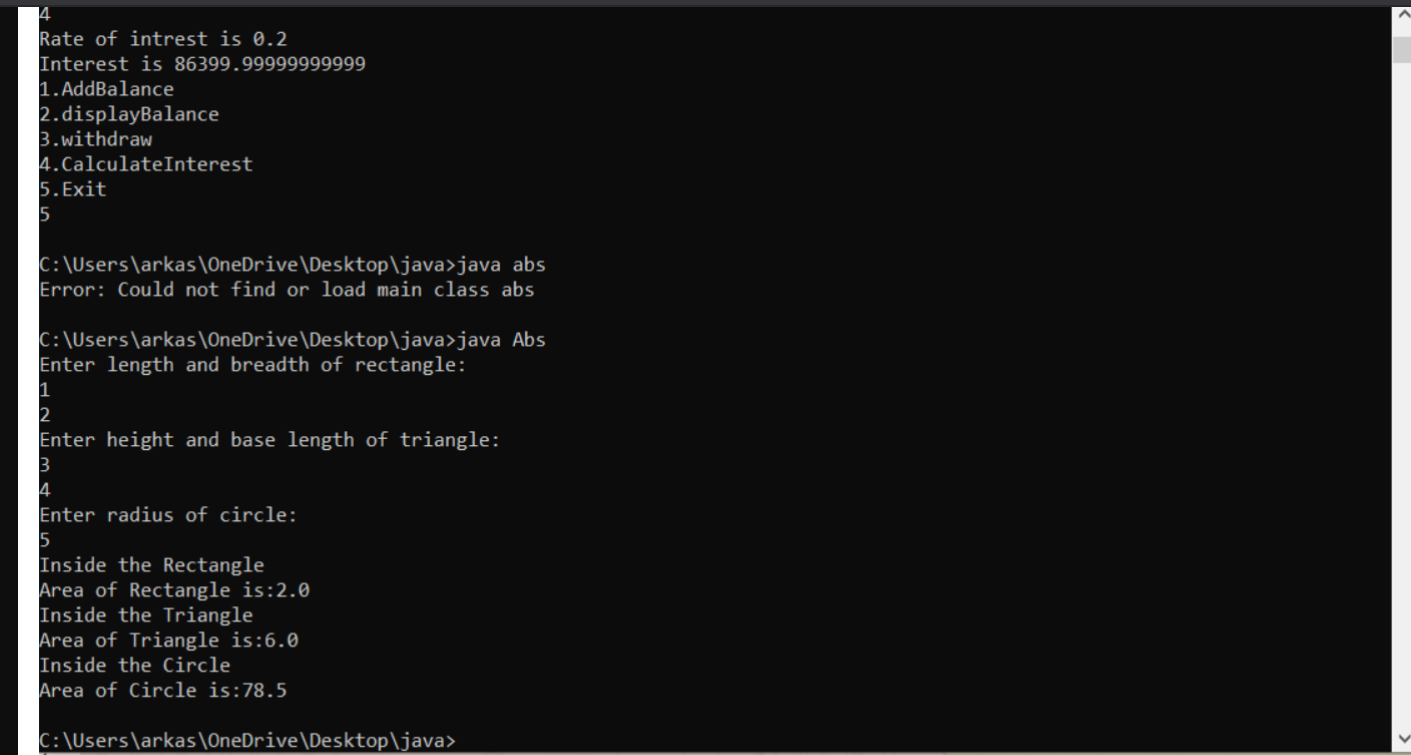 4
Rate of intrest is 0.2
Interest is 86399.99999999999
1.AddBalance
2.displayBalance
3.withdraw
4.CalculateInterest
5.Exit
5
C:\Users\arkas\OneDrive\Desktop\java>java abs
Error: Could not find or load main class abs
C:\Users\arkas\OneDrive\Desktop\java>java Abs
Enter length and breadth of rectangle:
1
2
Enter height and base length of triangle:
3
4
Enter radius of circle:
5
Inside the Rectangle
Area of Rectangle is:2.0
Inside the Triangle
Area of Triangle is:6.0
Inside the Circle
Area of Circle is:78.5
C:\Users\arkas\OneDrive\Desktop\java>